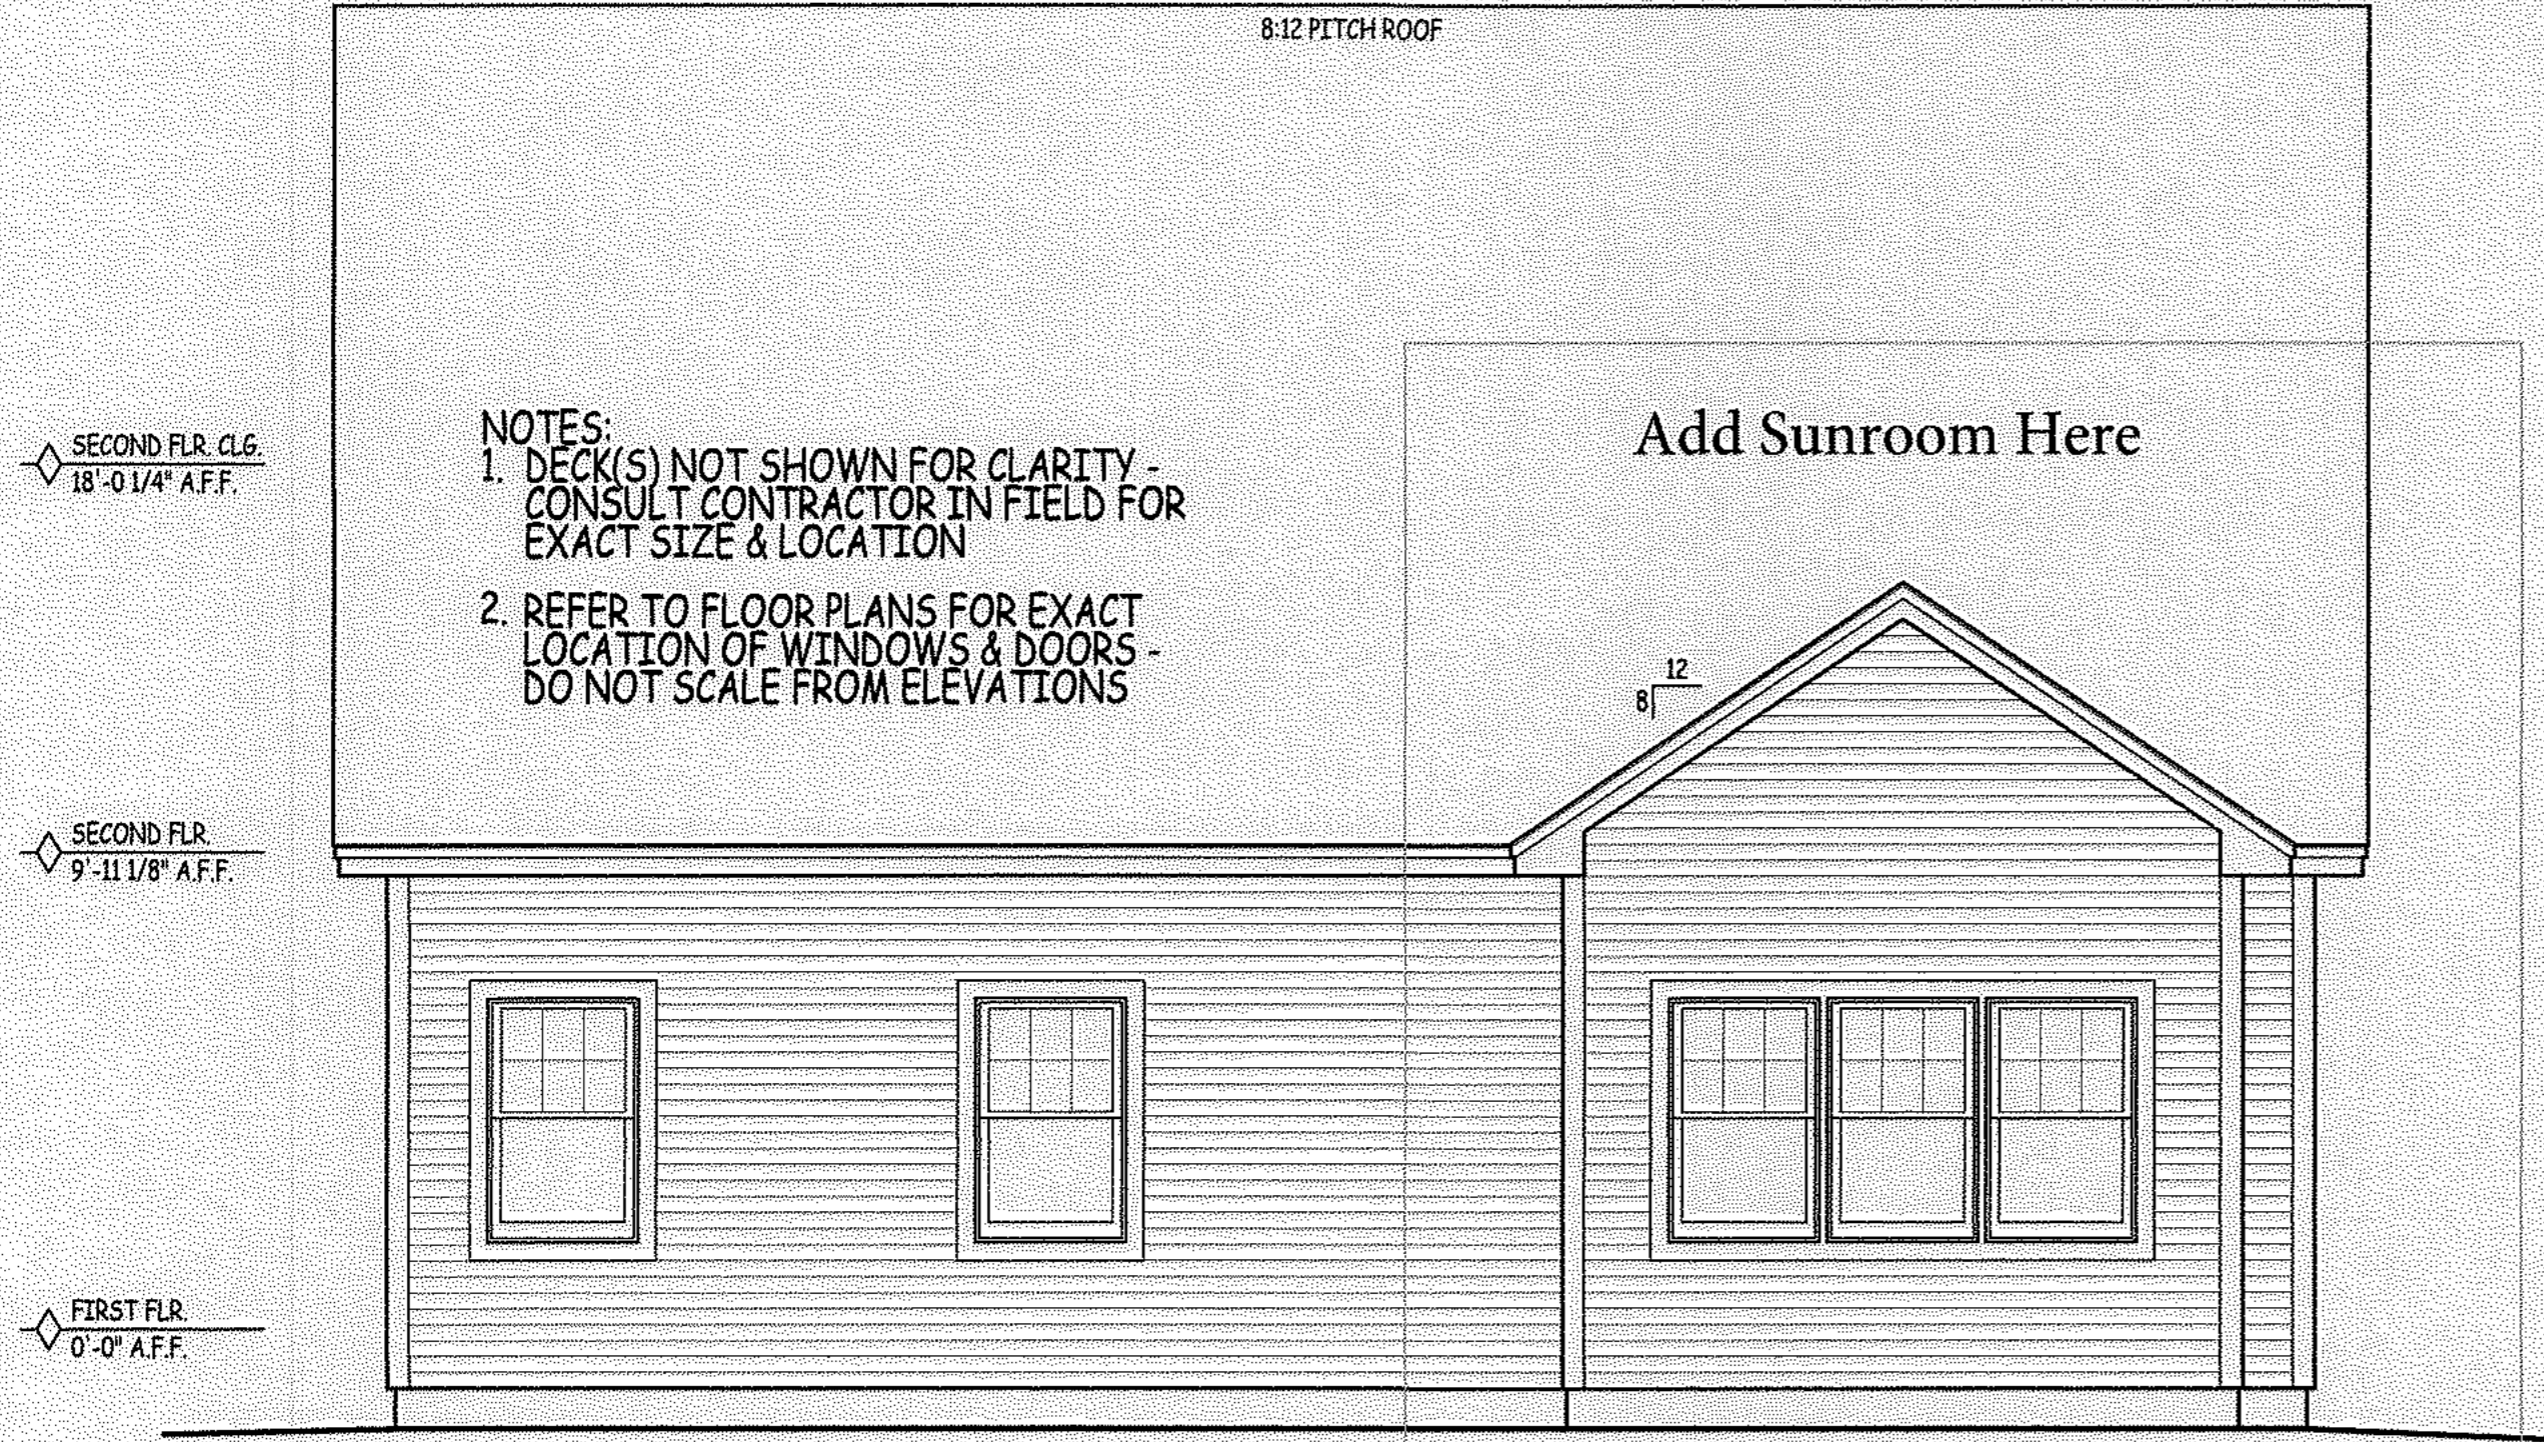 8:12 PITCH ROOF
Add Sunroom Here
NOTES:
1. DECK(S) NOT SHOWN FOR CLARITY -
CONSULT CONTRACTOR IN FIELD FOR
EXACT SIZE & LOCATION
2. REFER TO FLOOR PLANS FOR EXACT
LOCATION OF WINDOWS & DOORS -
DO NOT SCALE FROM ELEVATIONS
SECOND FLR. CLG.
18'-0 1/4" A.F.F.
12
8
SECOND FLR.
9'-11 1/8" A.F.F.
FIRST FLR.
0'-0" A.F.F.